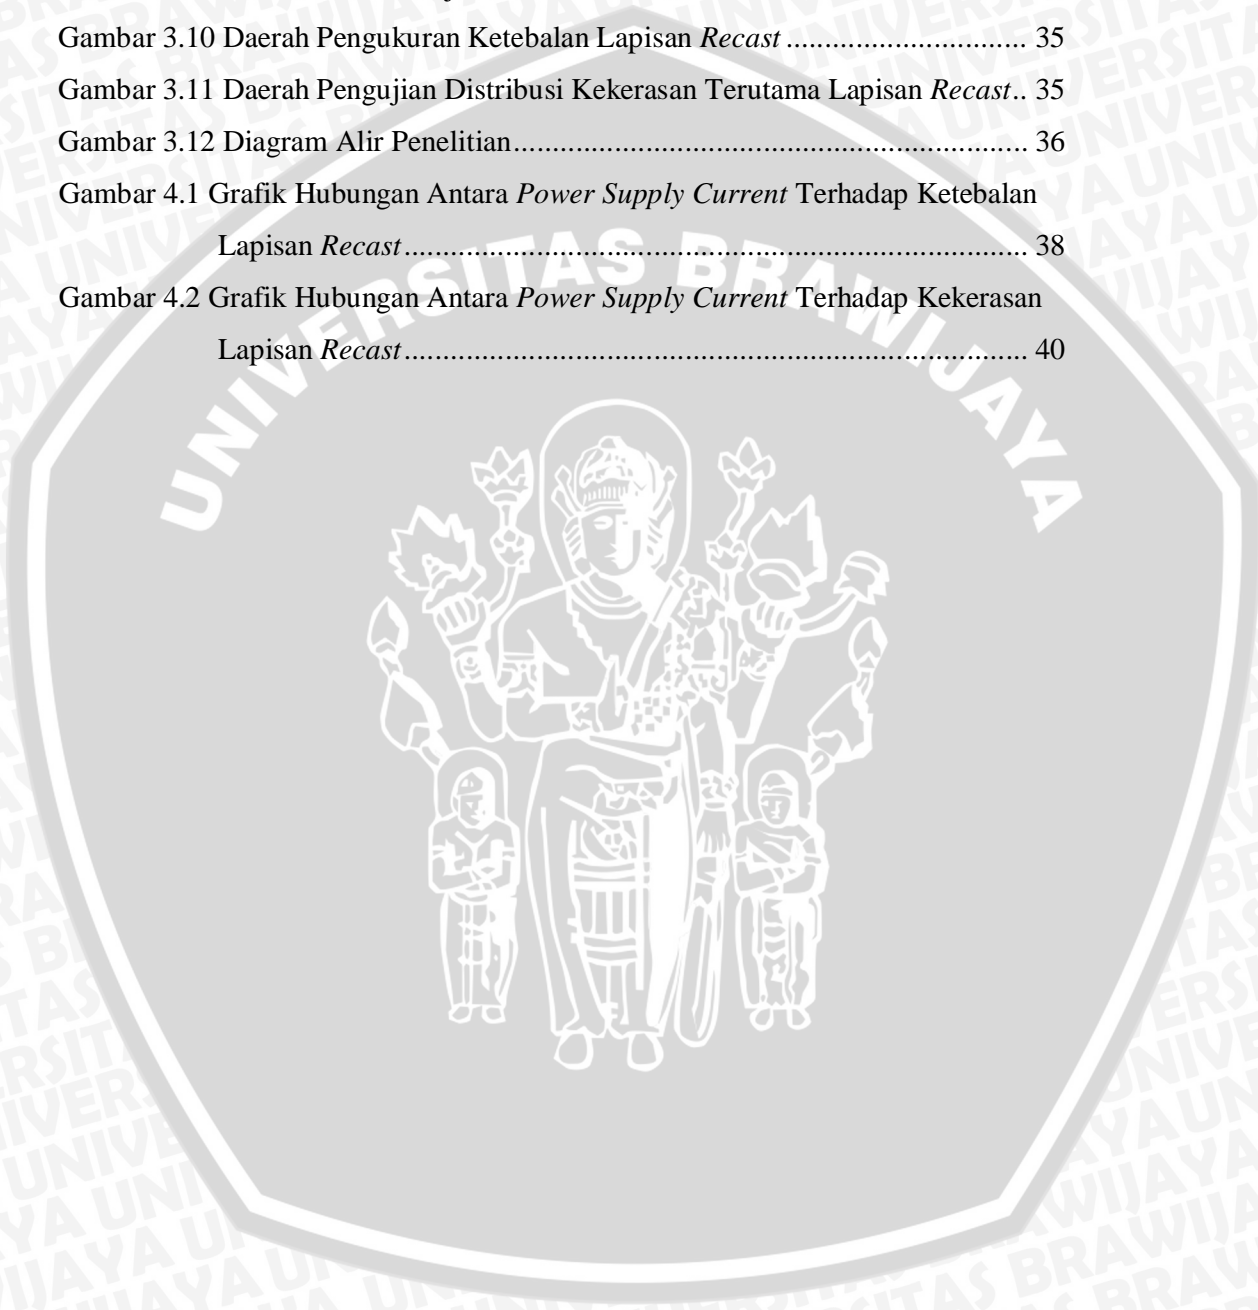 Gambar 3.10 Daerah Pengukuran Ketebalan Lapisan Recast ............................... 35
Gambar 3.11 Daerah Pengujian Distribusi Kekerasan Terutama Lapisan Recast.. 35
Gambar 3.12 Diagram Alir Penelitian.................................................................. 36
Gambar 4.1 Grafik Hubungan Antara Power Supply Current Terhadap Ketebalan
Lapisan Recast................................................................................ 38
Gambar 4.2 Grafik Hubungan Antara Power Supply Current Terhadap Kekerasan
Lapisan Recast................................................................................ 40
UNIVERSITAS BRAWIJAYA